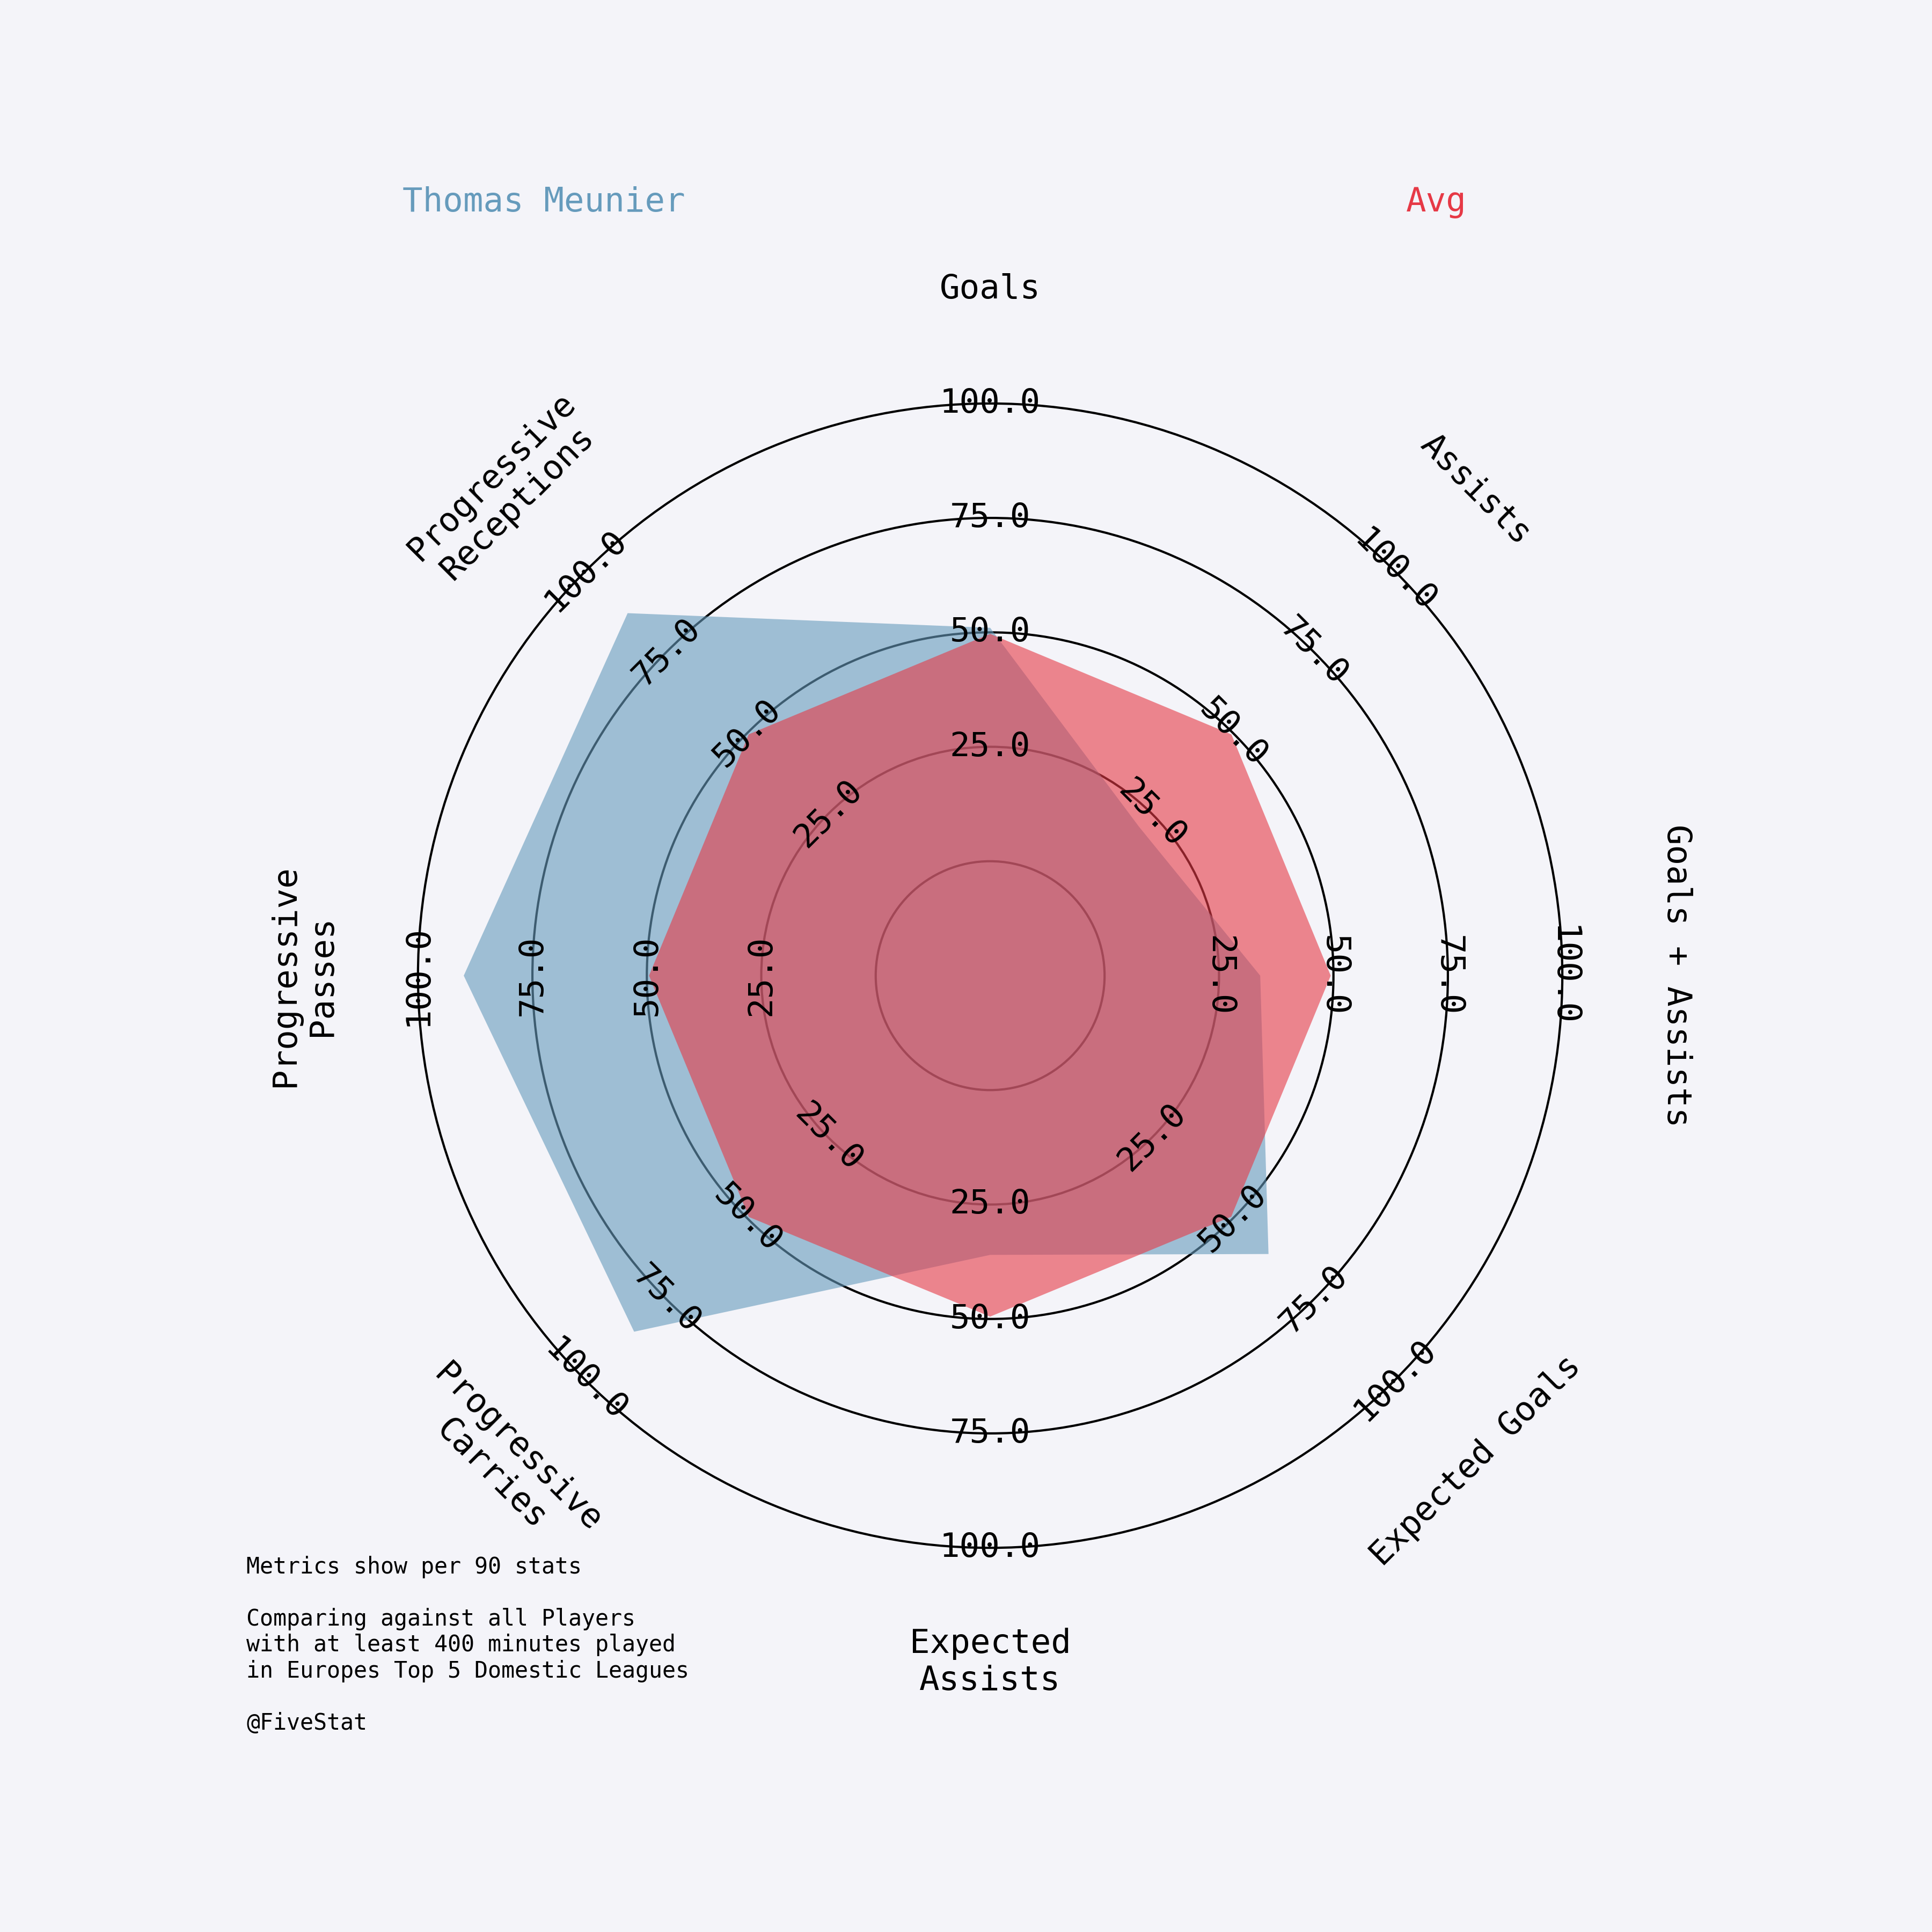 Thomas Meunier
Avg
Goals
Assists
Goals + Assists
Expected Goals
Expected
Assists
Progressive
Carries
Progressive
Passes
Progressive
Receptions
25.0
50.0
75.0
100.0
25.0
50.0
75.0
100.0
25.0
50.0
75.0
100.0
25.0
50.0
75.0
100.0
25.0
50.0
75.0
100.0
25.0
50.0
75.0
100.0
25.0
50.0
75.0
100.0
25.0
50.0
75.0
100.0
Metrics show per 90 stats
Comparing against all Players
with at least 400 minutes played
in Europes Top 5 Domestic Leagues
@FiveStat